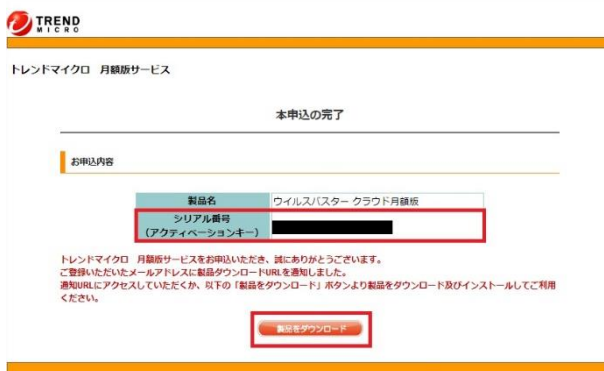 TREND
MICRO
トレンドマイクロ 月額版サービス
本申込の完了
お申込内容
製品名 ウイルスバスター クラウド月額版
シリアル番号
(アクティベーションキー)
トレンドマイクロ 月額版サービスをお申込いただき、誠にありがとうございます。
ご登録いただいたメールアドレスに製品ダウンロードURLを通知しました。
通知URLにアクセスしていただくか、以下の「製品をダウンロード」ボタンより製品をダウンロード及びインストールしてご利用
ください。
製品をダウンロード